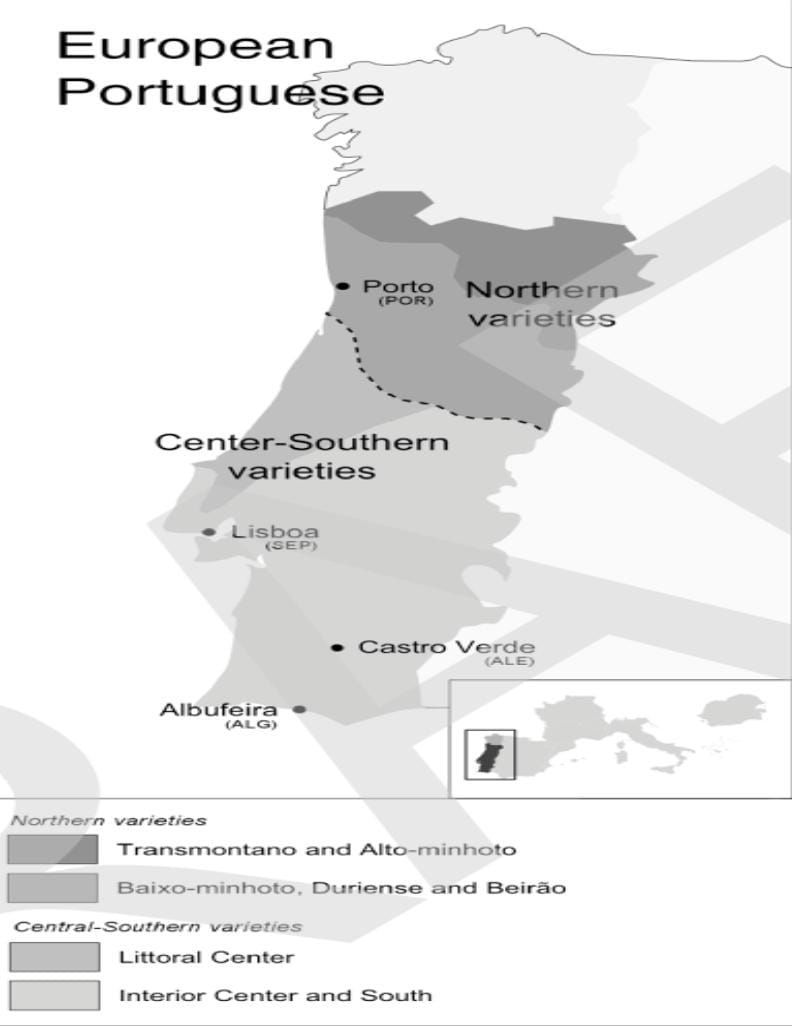 European
Portuguese
Porto
(POR)
Northern
varieties
Center-Southern
varieties
Lisboa
(SEP)
Castro Verde
(ALE)
Albufeira
(ALG)
Northern varieties
Transmontano and Alto-minhoto
Baixo-minhoto, Duriense and Beirão
Central-Southern varieties
Littoral Center
Interior Center and South